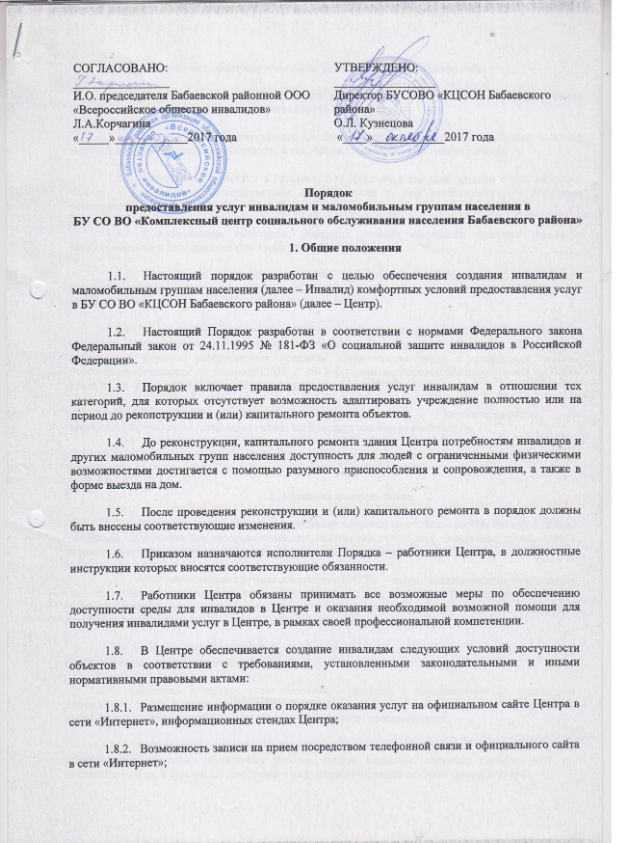 СОГЛАСОВАНО:
И.О. председателя Бабаевской районной ООО
«Всероссийское общество инвалидов»
Л.А.Корчагина
«17» 2017 года
УТВЕРЖДЕНО:
Директор БУСОВО «КЦСОН Бабаевского
района»
О.Л. Кузнецова
«17» октября 2017 года
Порядок
предоставления услуг инвалидам и маломобильным группам населения в
БУ СО ВО «Комплексный центр социального обслуживания населения Бабаевского района»
1. Общие положения
1.1. Настоящий порядок разработан с целью обеспечения создания инвалидам и
маломобильным группам населения (далее – Инвалид) комфортных условий предоставления услуг
в БУ СО ВО «КЦСОН Бабаевского района» (далее – Центр).
1.2. Настоящий Порядок разработан в соответствии с нормами Федерального закона
Федеральный закон от 24.11.1995 № 181-ФЗ «О социальной защите инвалидов в Российской
Федерации».
1.3. Порядок включает правила предоставления услуг инвалидам в отношении тех
категорий, для которых отсутствует возможность адаптировать учреждение полностью или на
период до реконструкции и (или) капитального ремонта объектов.
1.4. До реконструкции, капитального ремонта здания Центра потребностям инвалидов и
других маломобильных групп населения доступность для людей с ограниченными физическими
возможностями достигается с помощью разумного приспособления и сопровождения, а также в
форме выезда на дом.
1.5. После проведения реконструкции и (или) капитального ремонта в порядок должны
быть внесены соответствующие изменения.
1.6. Приказом назначаются исполнители Порядка – работники Центра, в должностные
инструкции которых вносятся соответствующие обязанности.
1.7. Работники Центра обязаны принимать все возможные меры по обеспечению
доступности среды для инвалидов в Центре и оказания необходимой возможной помощи для
получения инвалидами услуг в Центре, в рамках своей профессиональной компетенции.
1.8. В Центре обеспечивается создание инвалидам следующих условий доступности
объектов в соответствии с требованиями, установленными законодательными и иными
нормативными правовыми актами:
1.8.1. Размещение информации о порядке оказания услуг на официальном сайте Центра в
сети «Интернет», информационных стендах Центра;
1.8.2. Возможность записи на прием посредством телефонной связи и официального сайта
в сети «Интернет»;